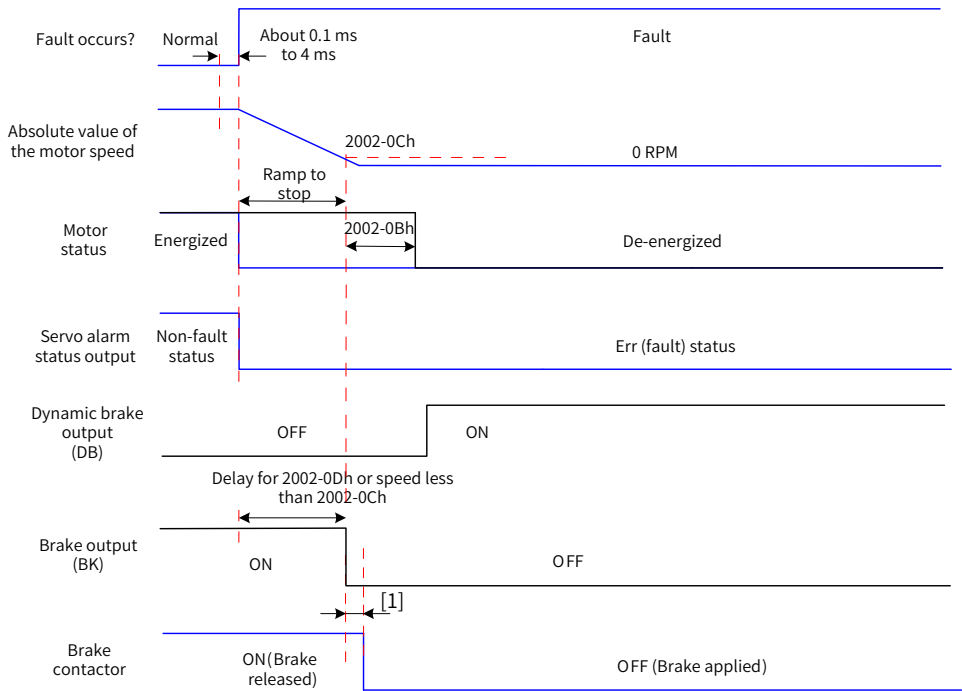 Fault occurs?
Normal
About 0.1 ms
to 4 ms
Fault
Absolute value of
the motor speed
2002-0Ch
0 RPM
Ramp to
stop
Motor
status
Energized
2002-0Bh
De-energized
Servo alarm
status output
Non-fault
status
Err (fault) status
Dynamic brake
output
(DB)
OFF
ON
Delay for 2002-0Dh or speed less
than 2002-0Ch
Brake output
(BK)
ON
OFF
[1]
Brake
contactor
ON(Brake
released)
OFF (Brake applied)